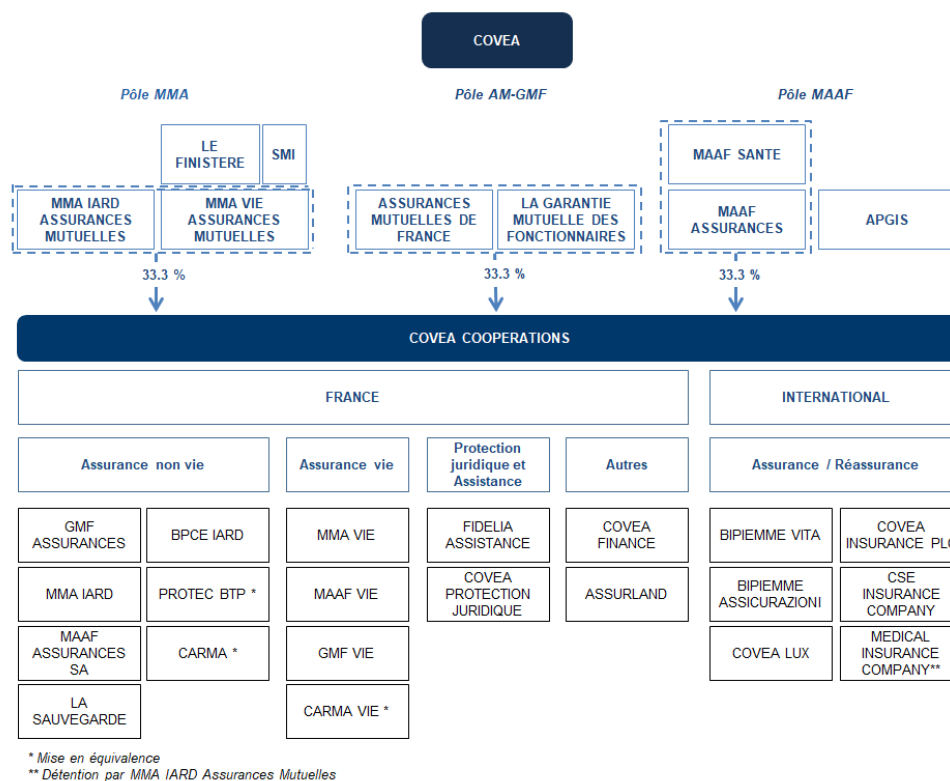 COVEA
Pôle MMA
Pôle AM-GMF
Pôle MAAF
LE
FINISTERE
SMI
MAAF SANTE
MMA IARD
ASSURANCES
MUTUELLES
MMA VIE
ASSURANCES
MUTUELLES
ASSURANCES
MUTUELLES DE
FRANCE
LA GARANTIE
MUTUELLE DES
FONCTIONNAIRES
MAAF
ASSURANCES
APGIS
33.3 %
33.3 %
33.3 %
COVEA COOPERATIONS
FRANCE
INTERNATIONAL
Assurance non vie
Assurance vie
Protection
juridique et
Assistance
Autres
Assurance / Réassurance
GMF
ASSURANCES
BPCE IARD
MMA VIE
FIDELIA
ASSISTANCE
COVEA
FINANCE
BIPIEMME VITA
COVEA
INSURANCE PLC
MMA IARD
PROTEC BTP *
MAAF VIE
COVEA
PROTECTION
JURIDIQUE
ASSURLAND
BIPIEMME
ASSICURAZIONI
CSE
INSURANCE
COMPANY
MAAF
ASSURANCES
SA
CARMA *
GMF VIE
COVEA LUX
MEDICAL
INSURANCE
COMPANY**
LA
SAUVEGARDE
CARMA VIE *
* Mise en équivalence
** Détention par MMA IARD Assurances Mutuelles